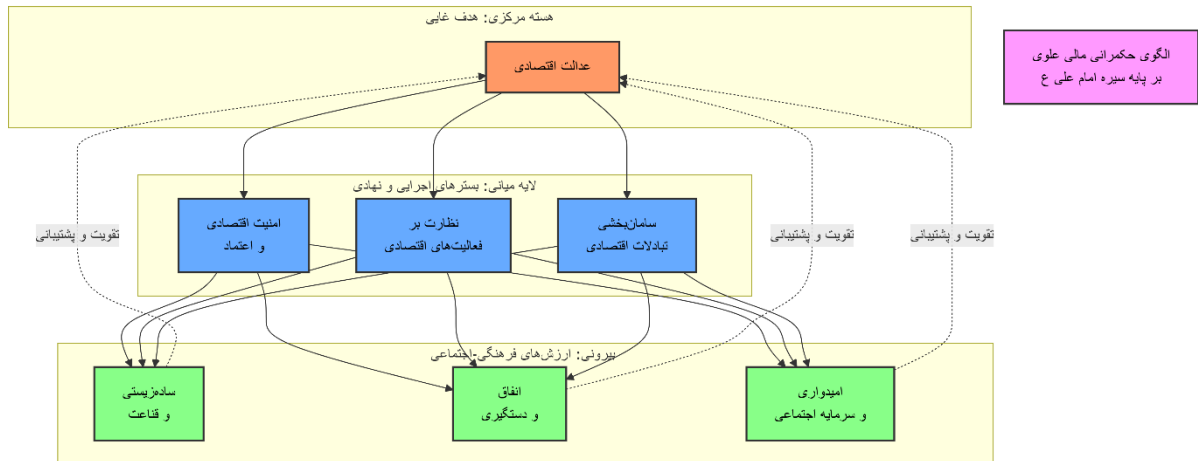 هسته مرکزی: هدف غایی
عدالت اقتصادی
الگوی حکمرانی مالی علوی
بر پایه سیره امام علی ع
لایه میانی: بسترهای اجرایی و نهادی
سامان‌بخشی
تبادلات اقتصادی
نظارت بر
فعالیت‌های اقتصادی
امنیت اقتصادی
و اعتماد
تقویت و پشتیبانی
تقویت و پشتیبانی
تقویت و پشتیبانی
بیرونی: ارزش‌های فرهنگی-اجتماعی
امیدواری
و سرمایه اجتماعی
انفاق
و دستگیری
ساده‌زیستی
و قناعت